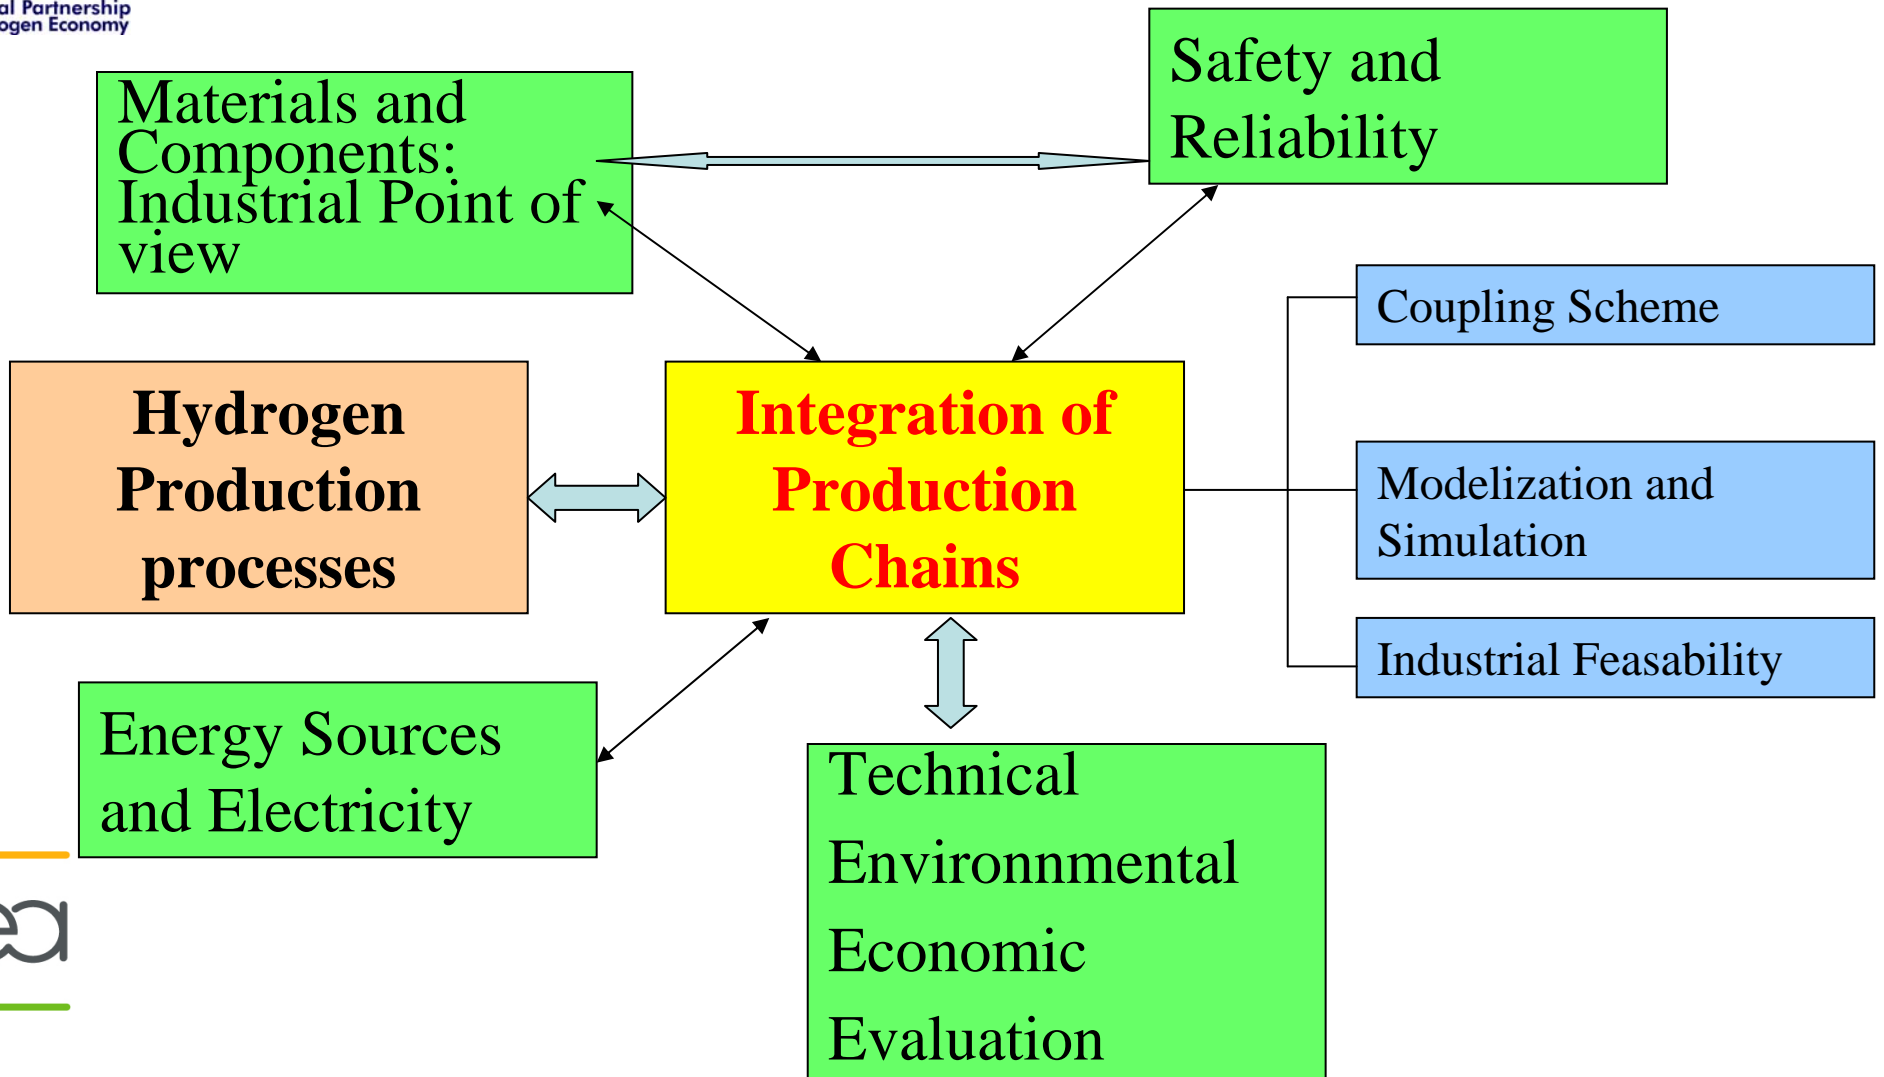 al Partnership
ogen Economy
Safety and
Reliability
Materials and
Components:
Industrial Point of
view
Coupling Scheme
Hydrogen
Production
processes
Integration of
Production
Chains
Modelization and
Simulation
Industrial Feasability
Energy Sources
and Electricity
Technical
Environnmental
Economic
Evaluation
ea